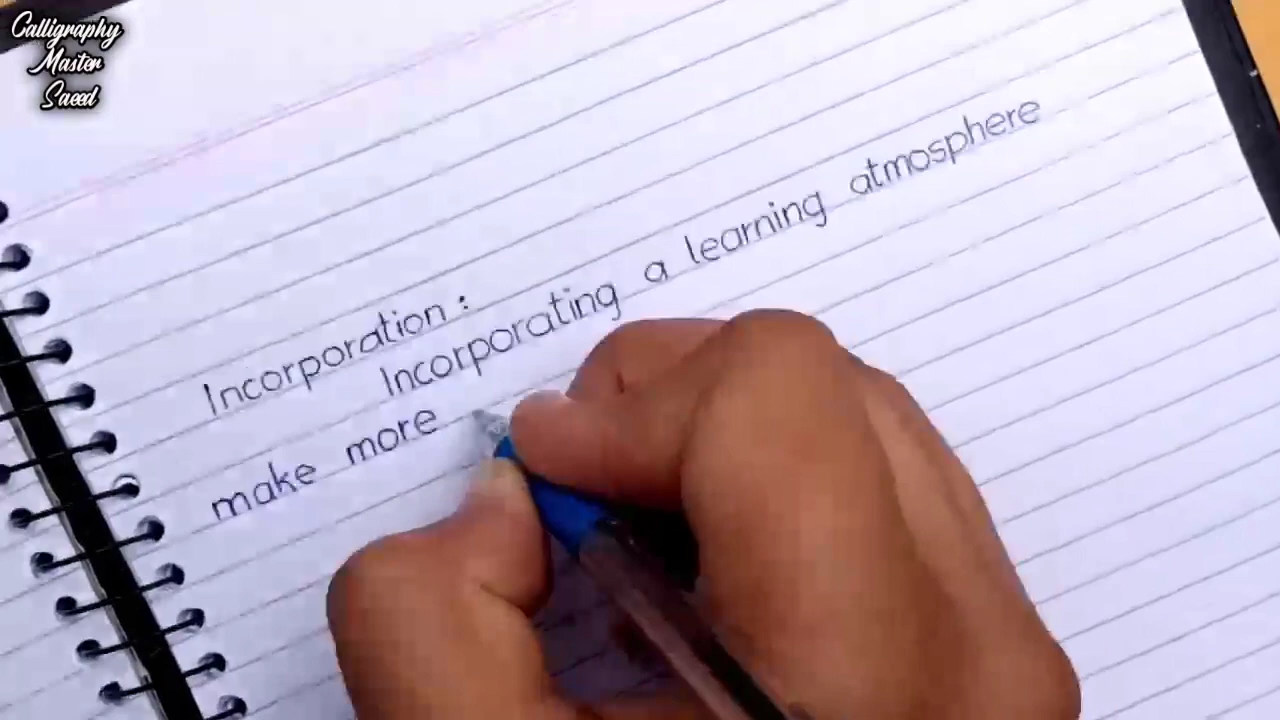 Calligraphy
Master
Saeed
Incorporation :
Incorporating a learning atmosphere
make more